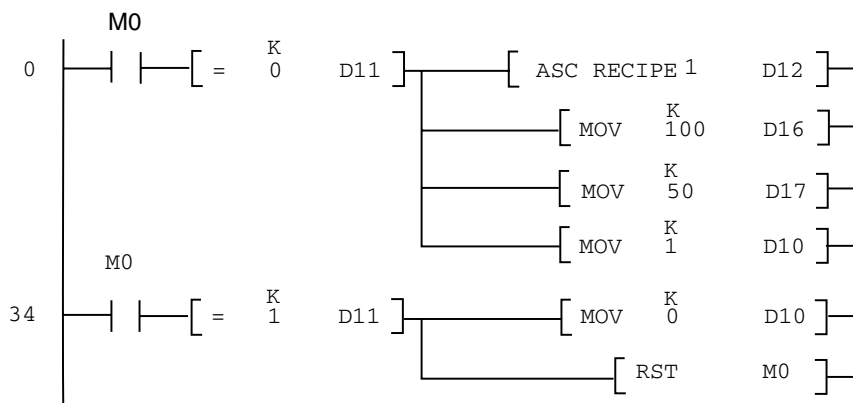 M0
K
0 [ = 0 D11 ] [ ASC RECIPE 1 D12 ]
K
[ MOV 100 D16 ]
K
[ MOV 50 D17 ]
K
[ MOV 1 D10 ]
M0
K K
34 [ = 1 D11 ] [ MOV 0 D10 ]
[ RST M0 ]